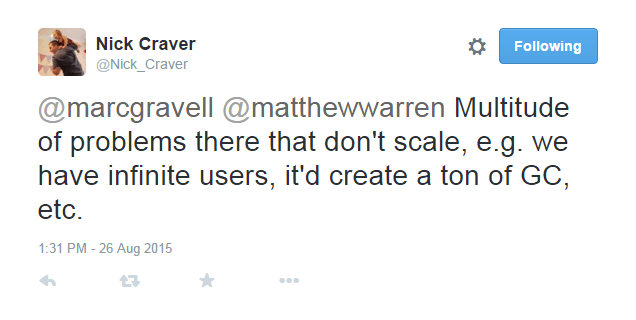 Nick Craver
@Nick_Craver
Following
@marcgravell @matthewwarren Multitude
of problems there that don't scale, e.g. we
have infinite users, it'd create a ton of GC,
etc.
1:31 PM - 26 Aug 2015